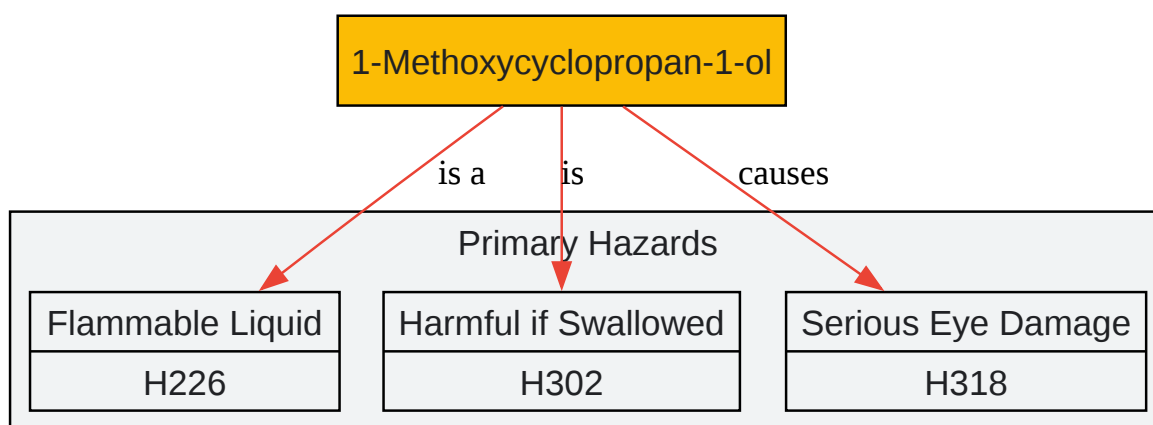 1-Methoxycyclopropan-1-ol
is a
is
causes
Primary Hazards
Flammable Liquid
H226
Harmful if Swallowed
H302
Serious Eye Damage
H318